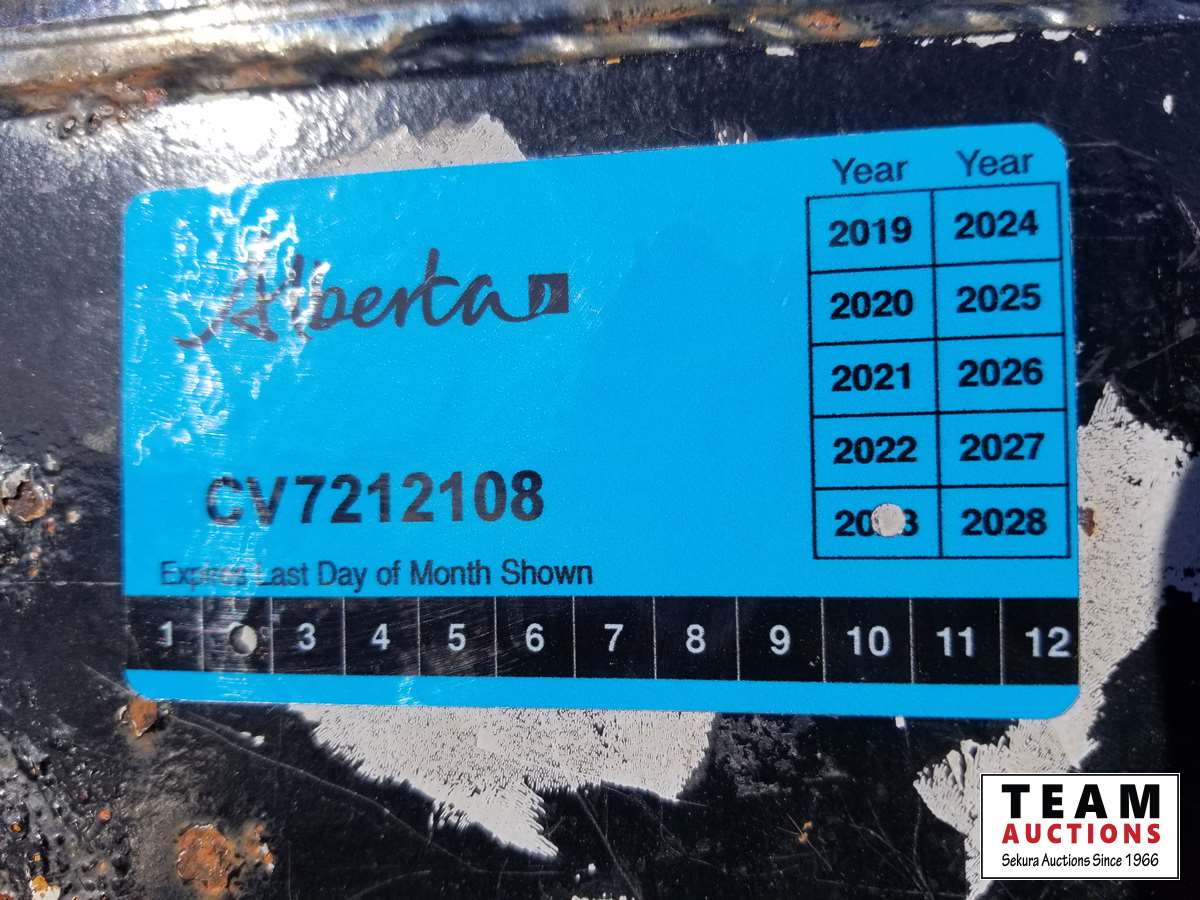 Year Year
2019 2024
2020 2025
Alberta
2021 2026
2022 2027
CV7212108
2028
Expires Last Day of Month Shown
1 3 4 5 6 7 8 9 10 11 12
TEAM
AUCTIONS
Sekura Auctions Since 1966